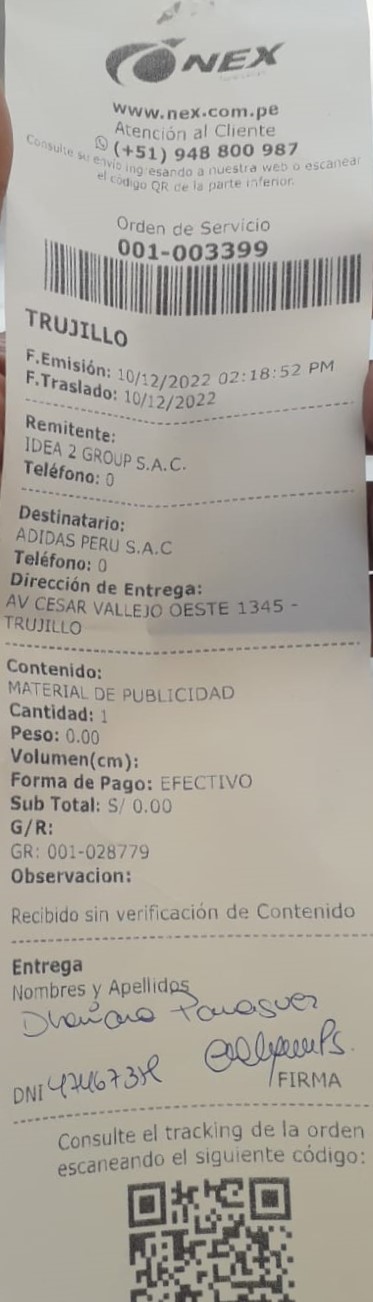 NEX
www.nex.com.pe
Atención al Cliente
(+51) 948 800 987
Consulte su envío ingresando a nuestra web o escanear
el código QR de la parte inferior.
Orden de Servicio
001-003399
TRUJILLO
F.Emisión: 10/12/2022 02:18:52 PM
F.Traslado: 10/12/2022
Remitente:
IDEA 2 GROUP S.A.C.
Teléfono: 0
Destinatario:
ADIDAS PERU S.A.C
Teléfono: 0
Dirección de Entrega:
AV CESAR VALLEJO OESTE 1345 -
TRUJILLO
Contenido:
MATERIAL DE PUBLICIDAD
Cantidad: 1
Peso: 0.00
Volumen(cm):
Forma de Pago: EFECTIVO
Sub Total: S/ 0.00
G/R:
GR: 001-028779
Observacion:
Recibido sin verificación de Contenido
Entrega
Nombres y Apellidos
DNI
/FIRMA
Consulte el tracking de la orden
escaneando el siguiente código: